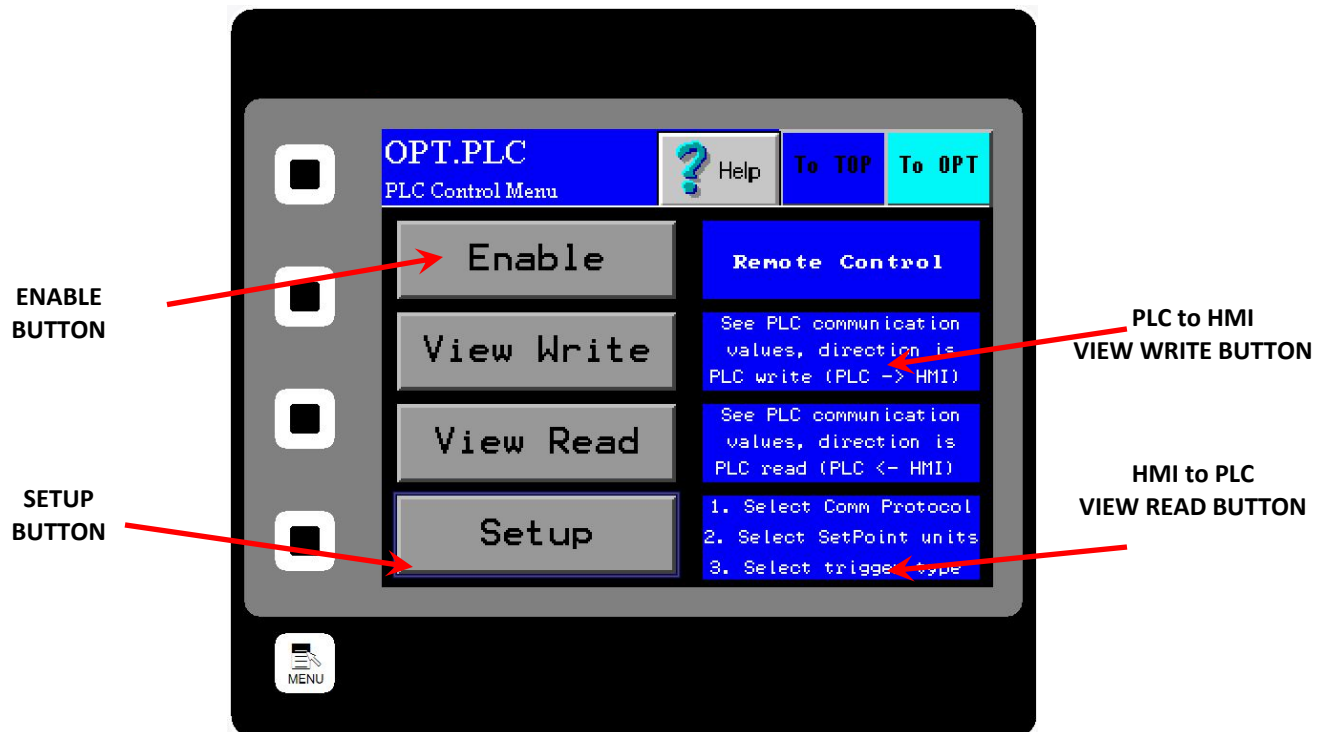 OPT.PLC
PLC Control Menu
Help
To TOP
To OPT
Enable
Remote Control
ENABLE
BUTTON
View Write
See PLC communication
values, direction is
PLC write (PLC -> HMI)
PLC to HMI
VIEW WRITE BUTTON
View Read
See PLC communication
values, direction is
PLC read (PLC <- HMI)
HMI to PLC
VIEW READ BUTTON
SETUP
BUTTON
Setup
1. Select Comm Protocol
2. Select SetPoint units
3. Select trigger type
MENU